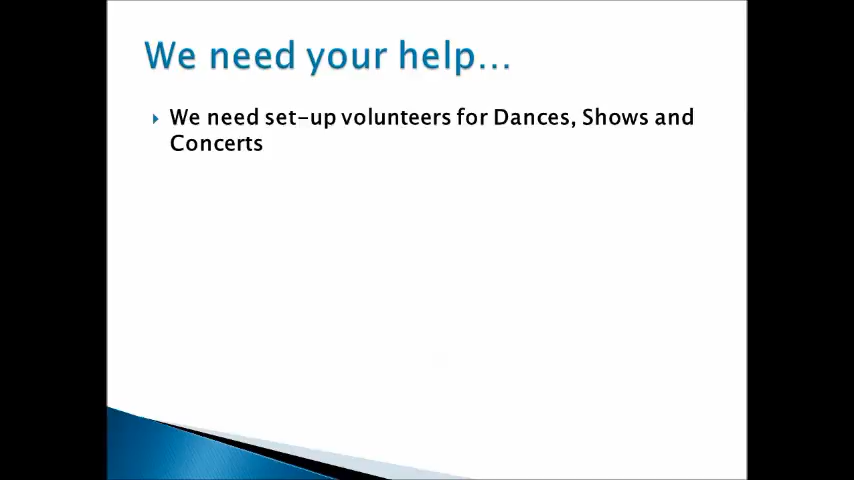 We need your help...
We need set-up volunteers for Dances, Shows and
Concerts